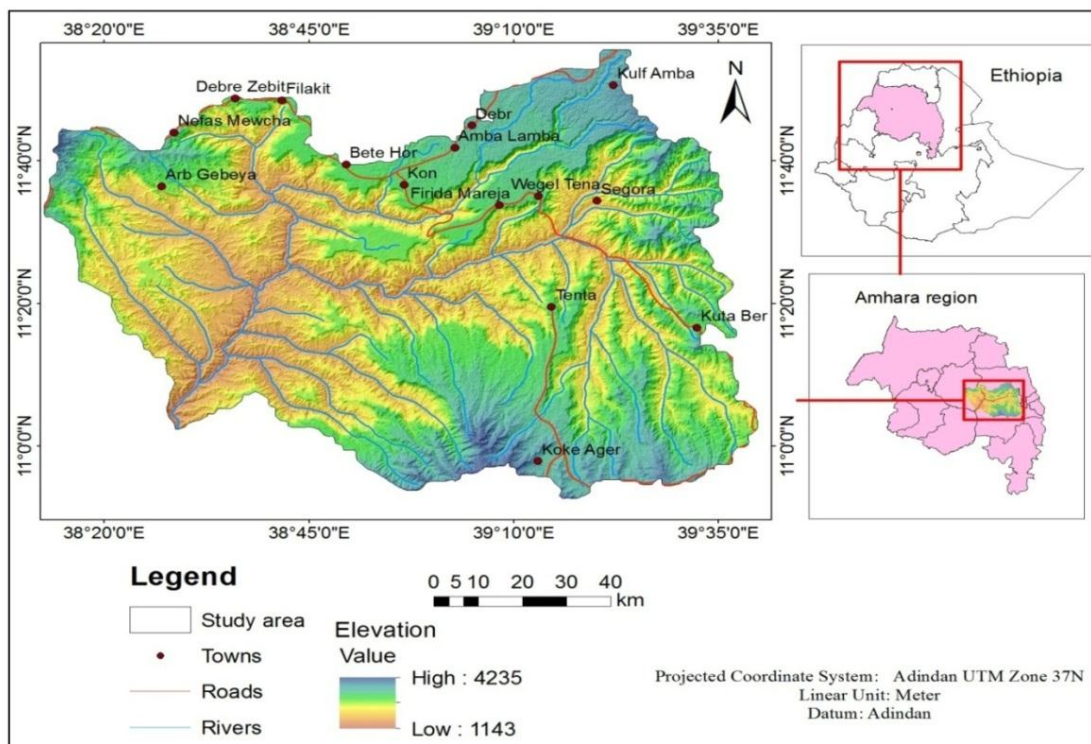 38°20'0"E 38°45'0"E 39°10'0"E 39°35'0"E
11°40'0"N
11°20'0"N
11°0'0"N
N
Kulf Amba
Debre Zebit
Filakit
Debr
Nefas Mewcha
Amba Lamba
Bete Hor
Arb Gebeya
Kon
Firida Mareja
Wegel Tena
Segora
Tenta
Kuta Ber
Koke Ager
11°40'0"N
11°20'0"N
11°0'0"N
38°20'0"E 38°45'0"E 39°10'0"E 39°35'0"E
Ethiopia
Amhara region
Legend
Study area
Towns
Roads
Rivers
Elevation
Value
High : 4235
Low : 1143
0 5 10 20 30 40
km
Projected Coordinate System: Adindan UTM Zone 37N
Linear Unit: Meter
Datum: Adindan